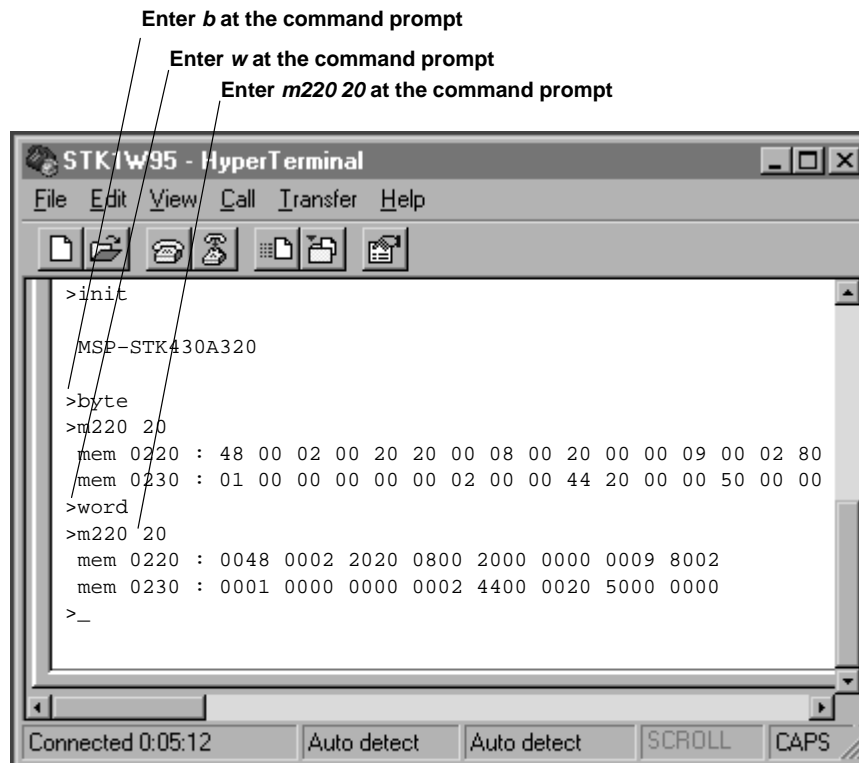 Enter b at the command prompt
Enter w at the command prompt
Enter m220 20 at the command prompt
STK1W95 - HyperTerminal
File Edit View Call Transfer Help
>init
MSP-STK430A320
>byte
>m220 20
mem 0220 : 48 00 02 00 20 20 00 08 00 20 00 00 09 00 02 80
mem 0230 : 01 00 00 00 00 00 02 00 00 44 20 00 00 50 00 00
>word
>m220 20
mem 0220 : 0048 0002 2020 0800 2000 0000 0009 8002
mem 0230 : 0001 0000 0000 0002 4400 0020 5000 0000
>_
Connected 0:05:12 Auto detect Auto detect SCROLL CAPS